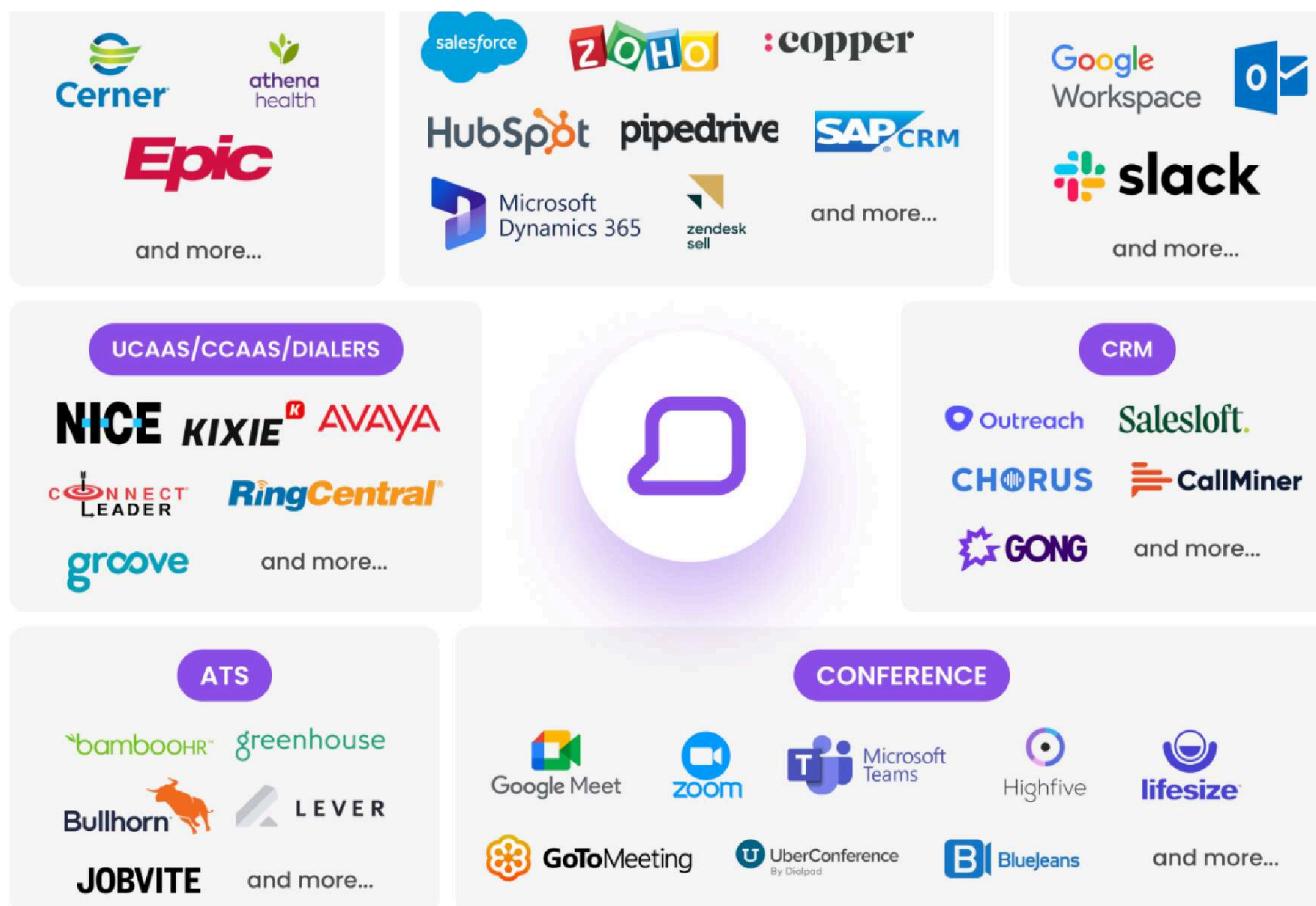 Cerner
athena
health
Epic
and more...
salesforce
ZOHO
:copper
HubSpot
pipedrive
SAP CRM
Microsoft
Dynamics 365
zendesk
sell
and more...
Google
Workspace
O
slack
and more...
UCAAS/CCAAS/DIALERS
NICE
KIXIE K
AVAYA
CONNECT
LEADER
RingCentral®
groove
and more...
CRM
Outreach
Salesloft.
CHORUS
CallMiner
GONG
and more...
ATS
bambooHR™
greenhouse
Bullhorn
LEVER
JOBVITE
and more...
CONFERENCE
Google Meet
zoom
T
Microsoft
Teams
Highfive
lifesize
GoToMeeting
U
UberConference
By Dialpad
B
BlueJeans
and more...